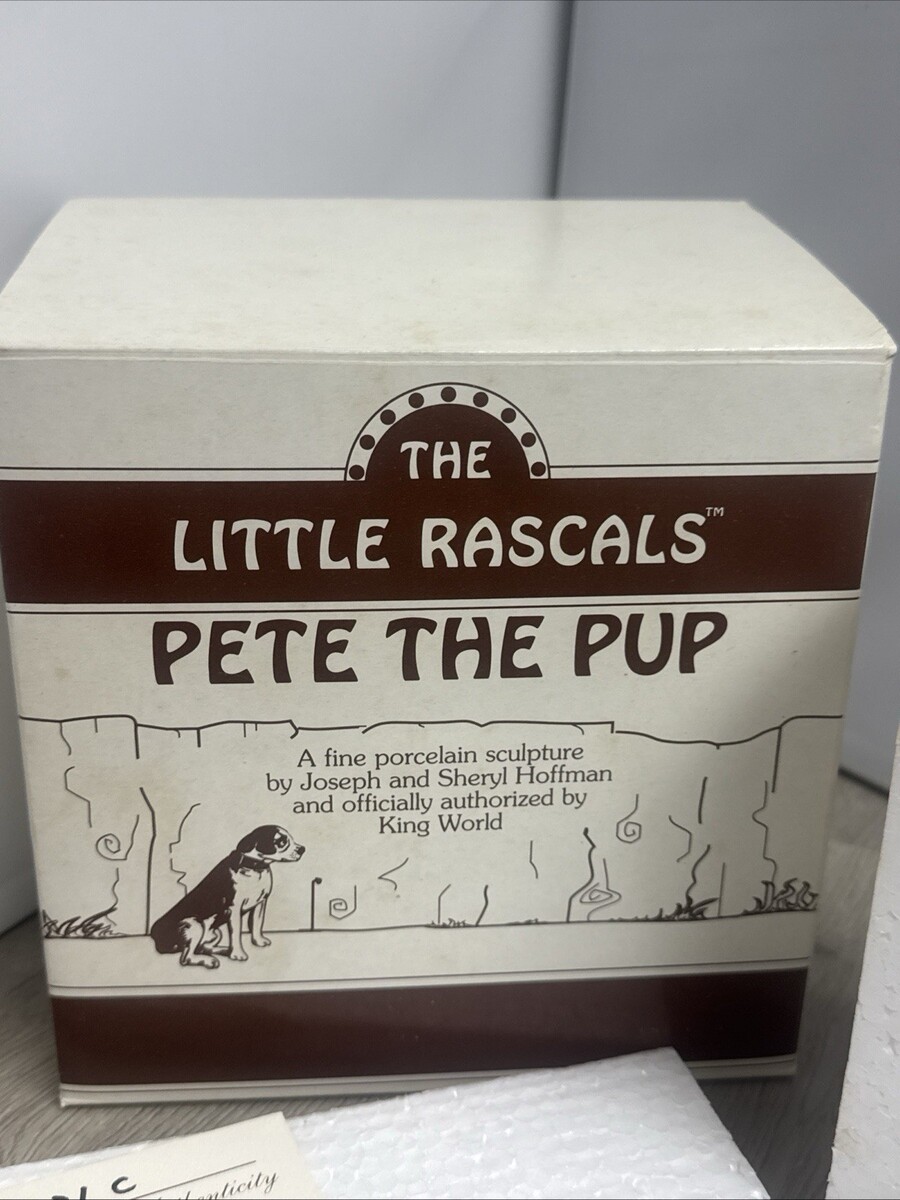 THE
LITTLE RASCALS™
PETE THE PUP
A fine porcelain sculpture
by Joseph and Sheryl Hoffman
and officially authorized by
King World